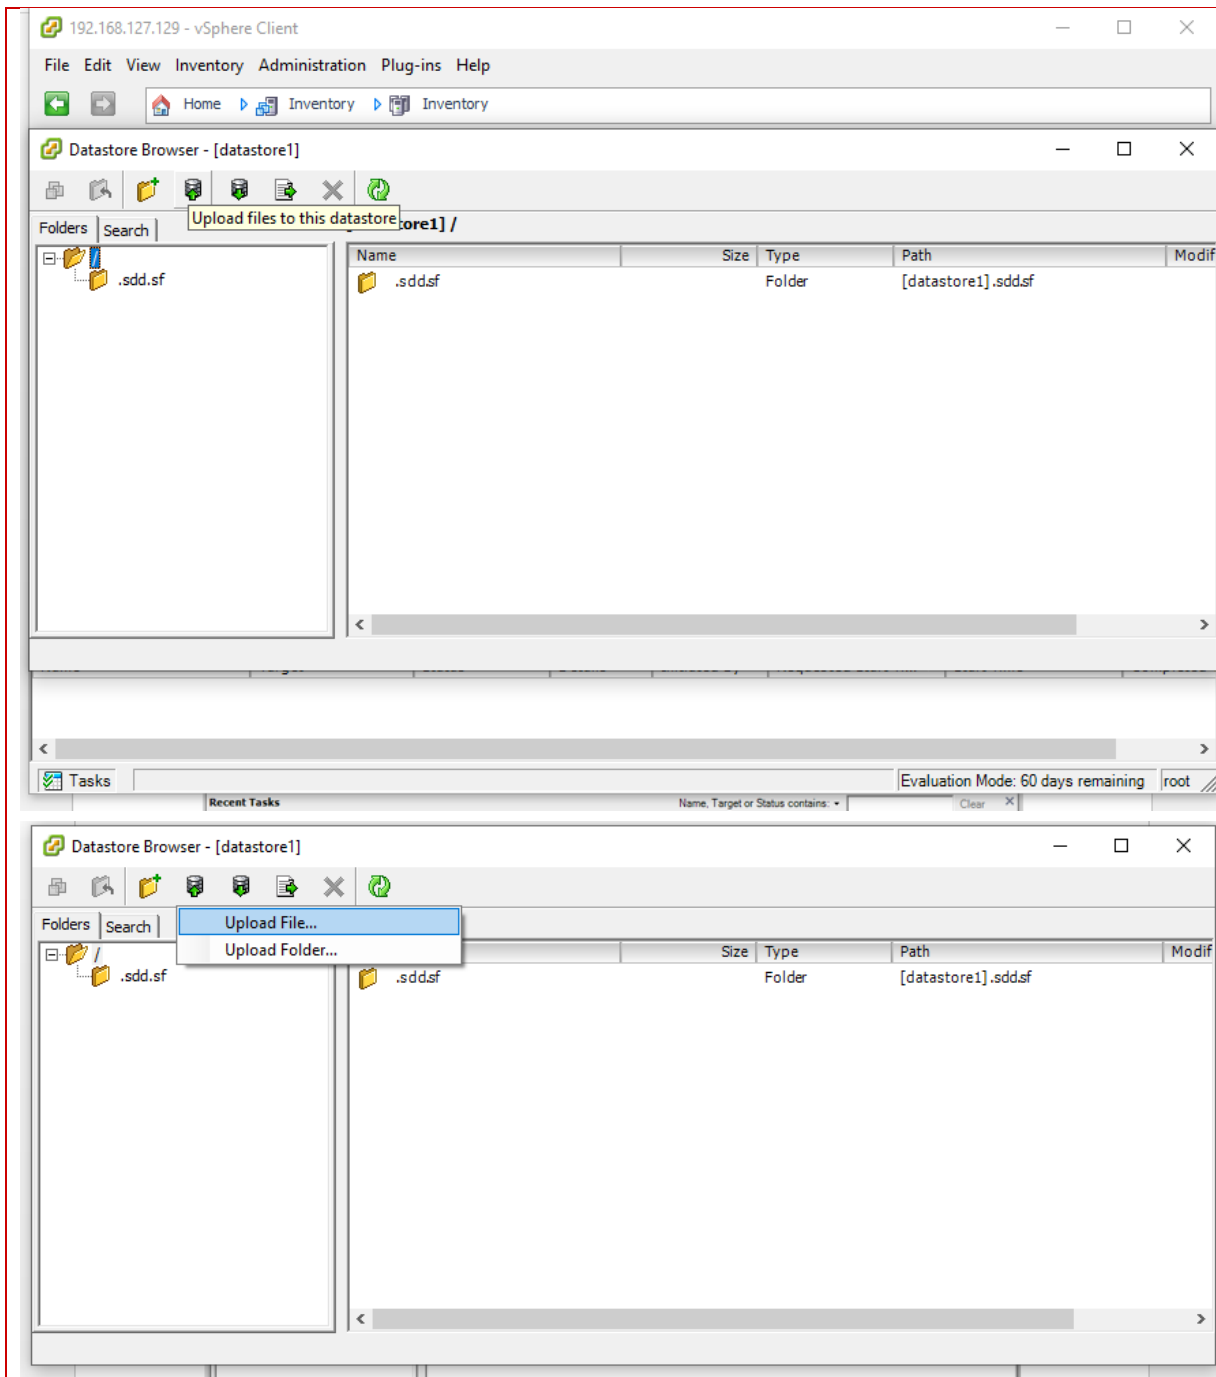 192.168.127.129 - vSphere Client
File Edit View Inventory Administration Plug-ins Help
Home Inventory Inventory
Datastore Browser - [datastore1]
Upload files to this datastore
Folders Search core1] /
/
.sdd.sf
Name Size Type Path Modif
.sdd.sf Folder [datastore1] .sdd.sf
Tasks Evaluation Mode: 60 days remaining root
Recent Tasks Name, Target or Status contains: Clear
Datastore Browser - [datastore1]
Upload File...
Upload Folder...
Folders Search
/
.sdd.sf
Size Type Path Modif
.sdd.sf Folder [datastore1] .sdd.sf